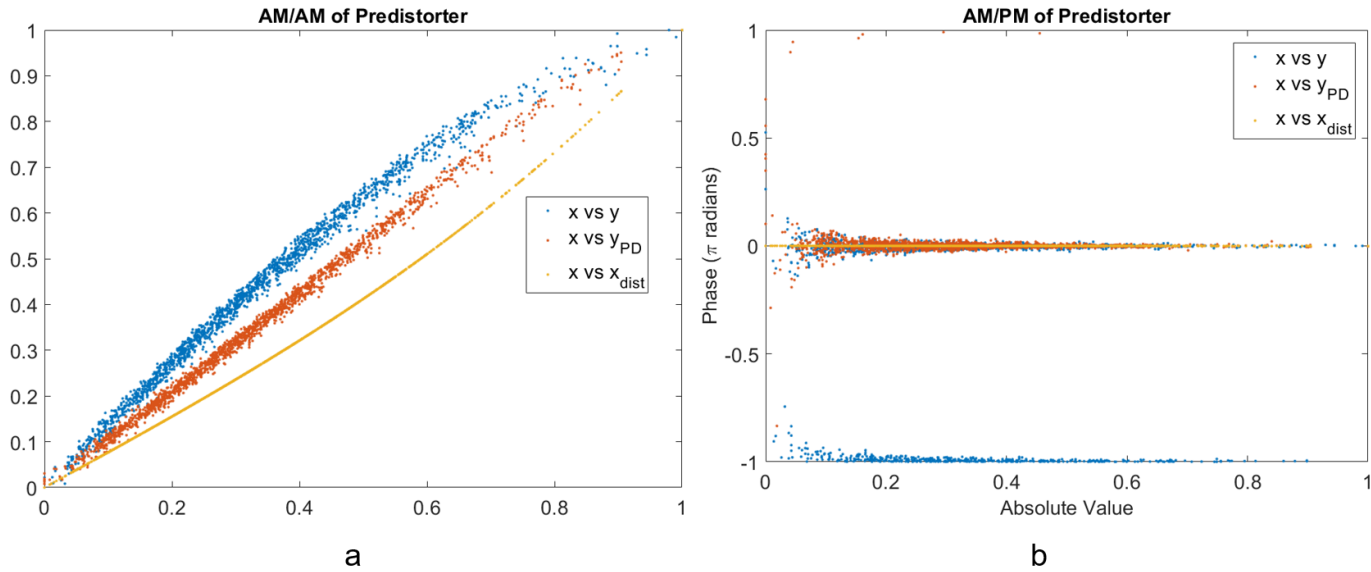 AM/AM of Predistorter
1
0.9
0.8
0.7
0.6
0.5
0.4
0.3
0.2
0.1
0
0
0.2
0.4
0.6
0.8
1
x vs y
x vs y_PD
x vs x_dist
a
AM/PM of Predistorter
1
0.5
0
-0.5
-1
Phase (π radians)
0
0.2
0.4
0.6
0.8
1
Absolute Value
x vs y
x vs y_PD
x vs x_dist
b